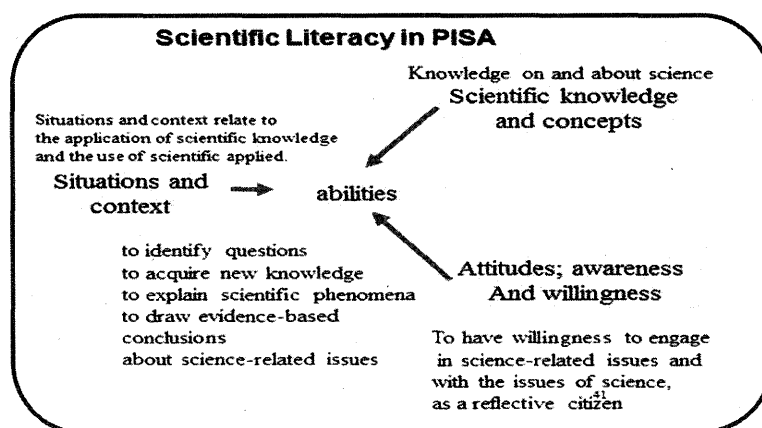 Scientific Literacy in PISA
Knowledge on and about science
Scientific knowledge
and concepts
Situations and context relate to
the application of scientific knowledge
and the use of scientific applied.
Situations and
context
abilities
to identify questions
to acquire new knowledge
to explain scientific phenomena
to draw evidence-based
conclusions
about science-related issues
Attitudes; awareness
And willingness
To have willingness to engage
in science-related issues and
with the issues of science,
as a reflective citizen
41